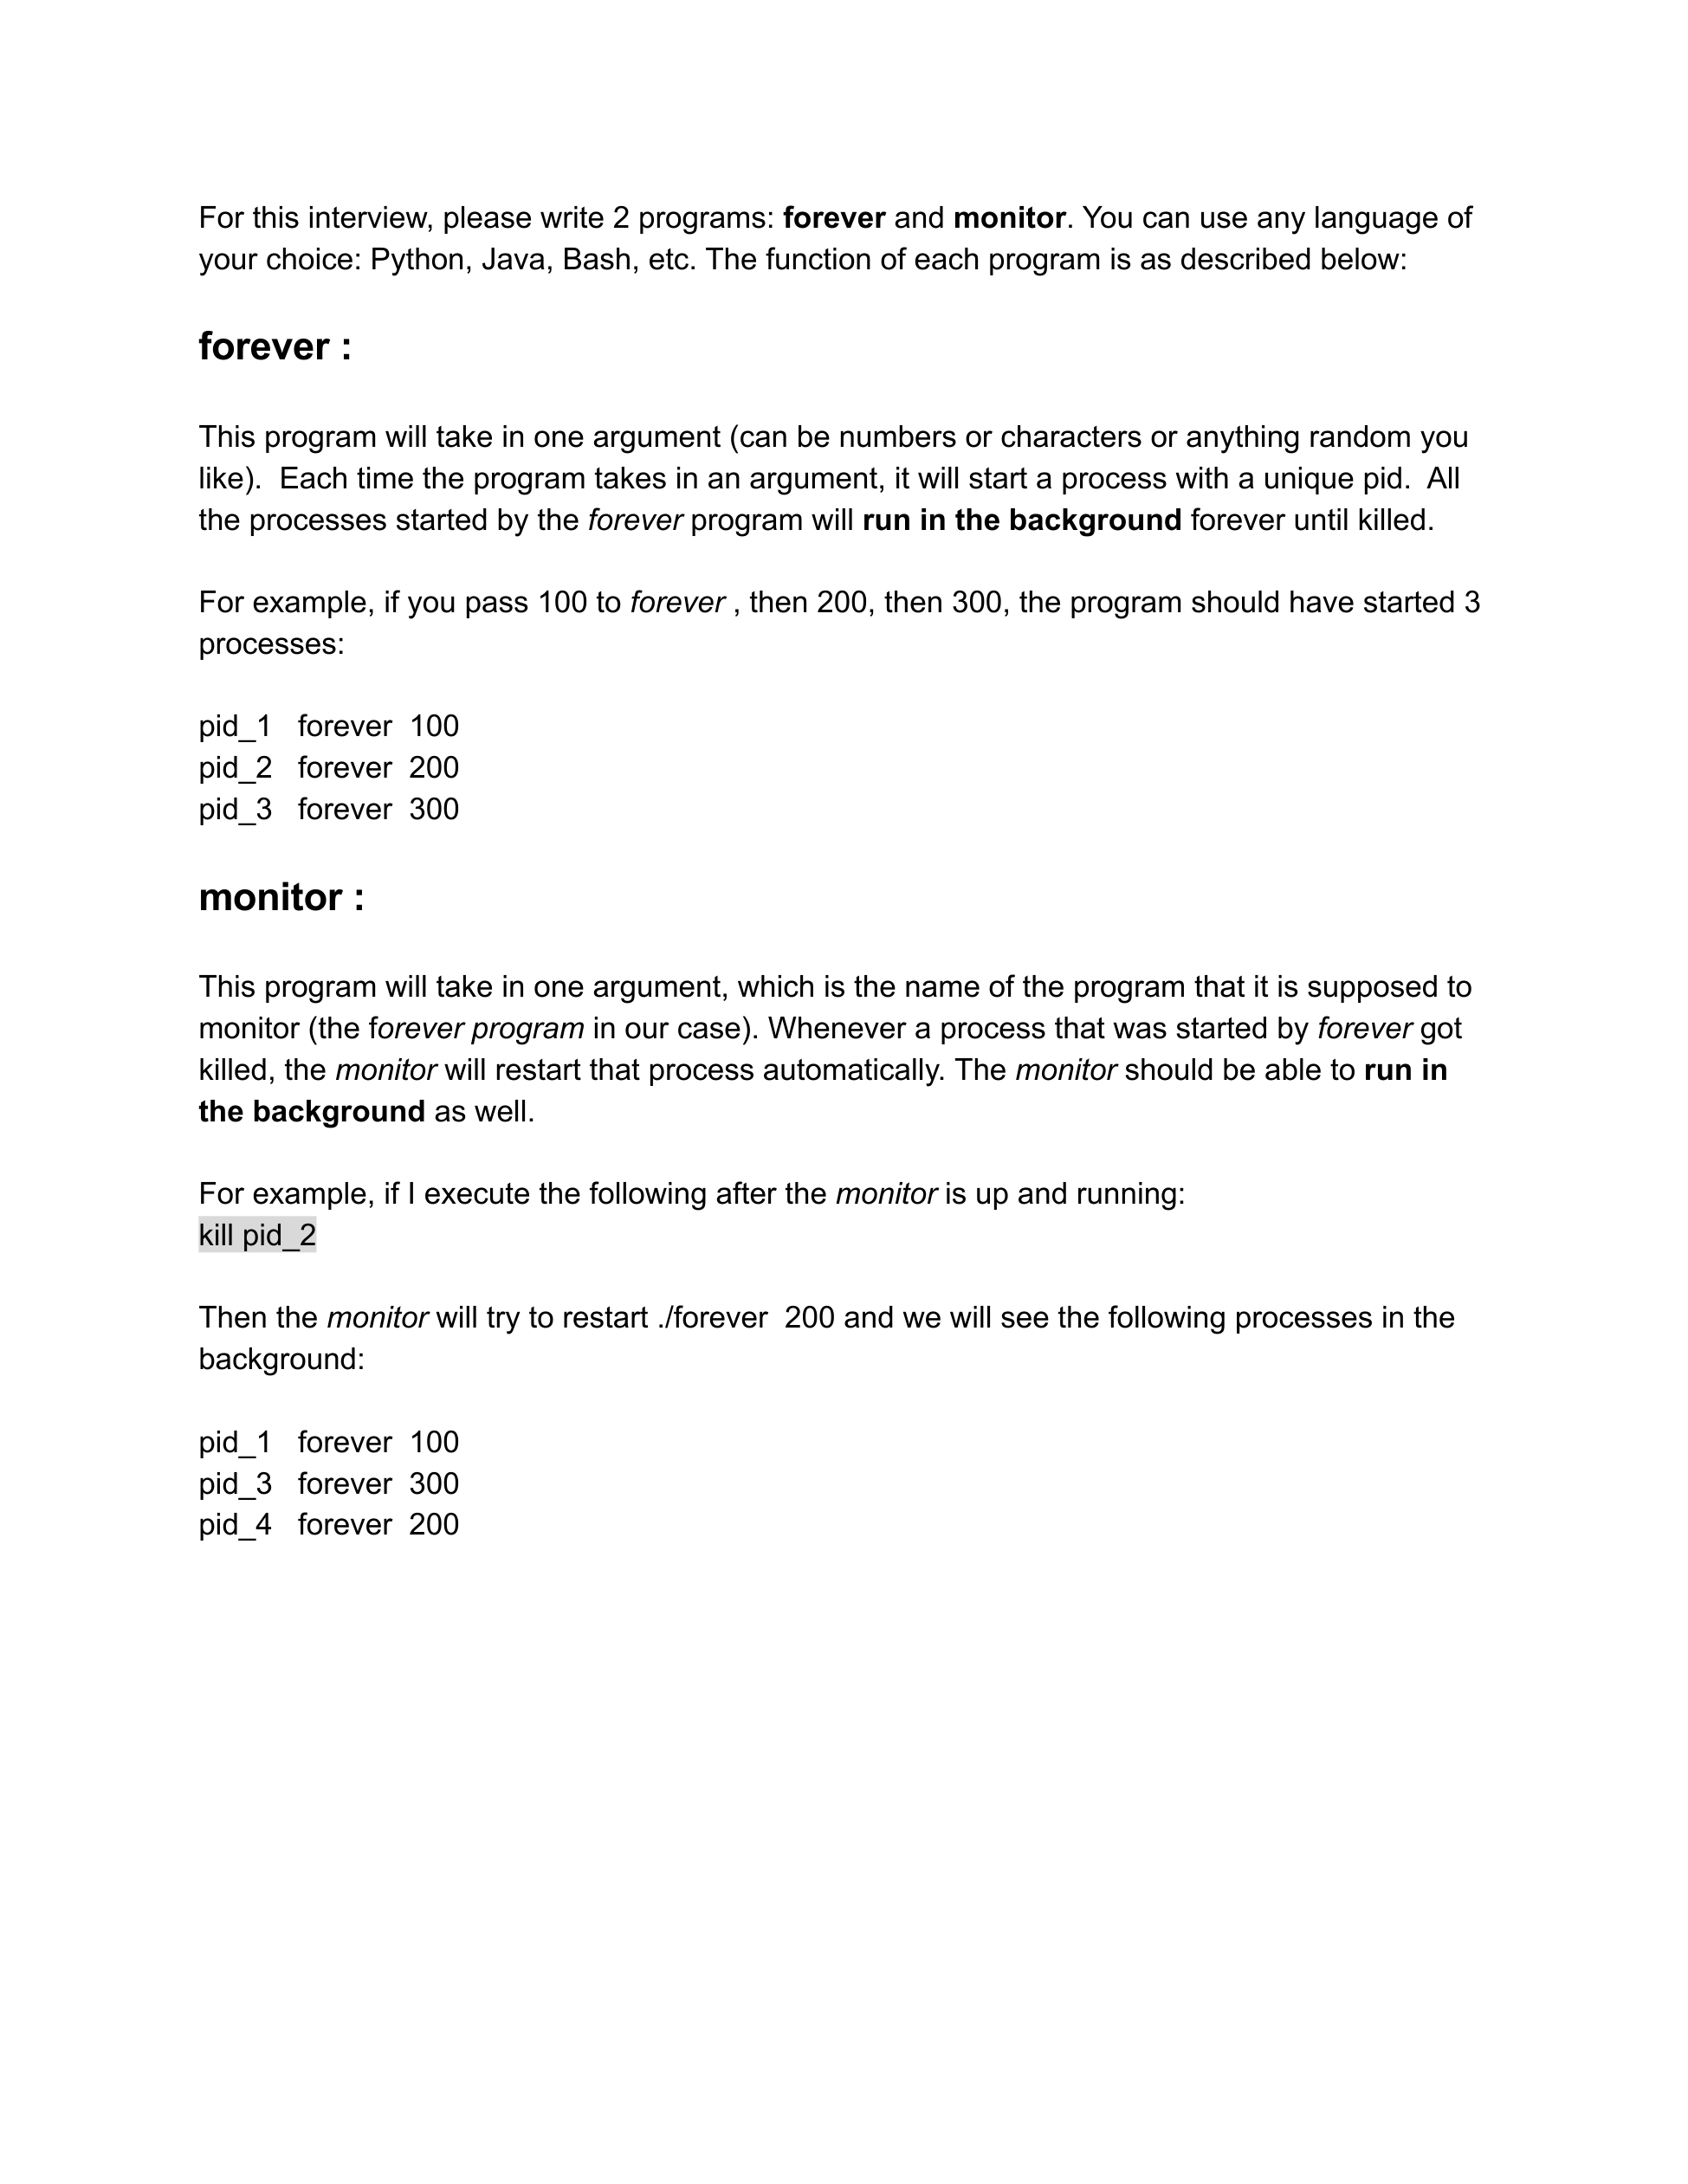 For this interview, please write 2 programs: forever and monitor. You can use any language of
your choice: Python, Java, Bash, etc. The function of each program is as described below:
forever :
This program will take in one argument (can be numbers or characters or anything random you
like).  Each time the program takes in an argument, it will start a process with a unique pid.  All
the processes started by the forever program will run in the background forever until killed.
For example, if you pass 100 to forever , then 200, then 300, the program should have started 3
processes:
pid_1   forever  100
pid_2   forever  200
pid_3   forever  300
monitor :
This program will take in one argument, which is the name of the program that it is supposed to
monitor (the forever program in our case). Whenever a process that was started by forever got
killed, the monitor will restart that process automatically. The monitor should be able to run in
the background as well.
For example, if I execute the following after the monitor is up and running:
kill pid_2
Then the monitor will try to restart ./forever  200 and we will see the following processes in the
background:
pid_1   forever  100
pid_3   forever  300
pid_4   forever  200